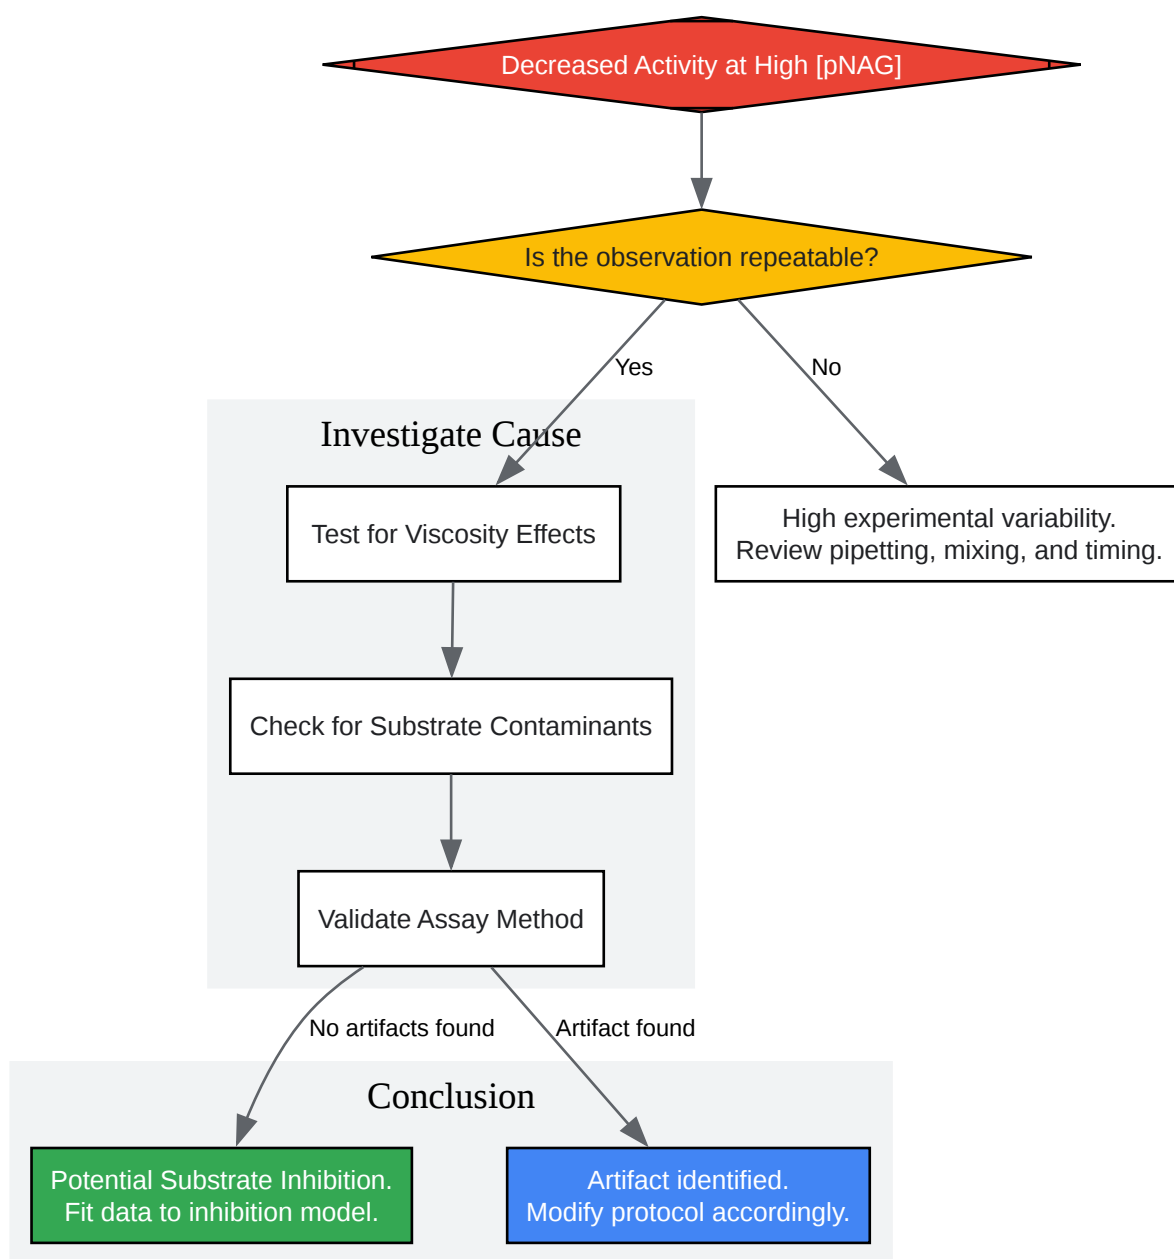 Decreased Activity at High [pNAG]
Is the observation repeatable?
Yes
No
Investigate Cause
Test for Viscosity Effects
High experimental variability.
Review pipetting, mixing, and timing.
Check for Substrate Contaminants
Validate Assay Method
No artifacts found
Artifact found
Conclusion
Potential Substrate Inhibition.
Fit data to inhibition model.
Artifact identified.
Modify protocol accordingly.